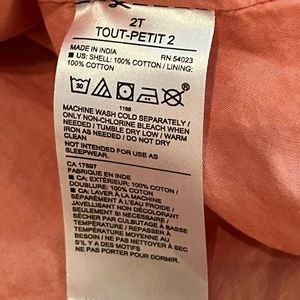 2T
TOUT-PETIT 2
MADE IN INDIA RN 54023
■ US: SHELL: 100% COTTON / LINING:
100% COTTON
30
1166
MACHINE WASH COLD SEPARATELY /
ONLY NON-CHLORINE BLEACH WHEN
NEEDED / TUMBLE DRY LOW / WARM
IRON AS NEEDED / DO NOT DRY
CLEAN
NOT INTENDED FOR USE AS
SLEEPWEAR.
CA 17897
FABRIQUE EN INDE
■ CA: EXTÉRIEUR: 100% COTON /
DOUBLURE: 100% COTON
■ CA: LAVER À LA MACHINE
SÉPARÉMENT À L'EAU FROIDE /
JAVELLISANT NON DÉCOLORANT
SEULEMENT SI NÉCESSAIRE /
SÉCHER PAR CULBUTAGE À BASSE
TEMPÉRATURE / REPASSER À
TEMPÉRATURE MOYENNE AU BESOIN
/ NE PAS NETTOYER À SEC
S'IL Y A DES MOTIFS
NE PAS PORTER POUR DORMIR.